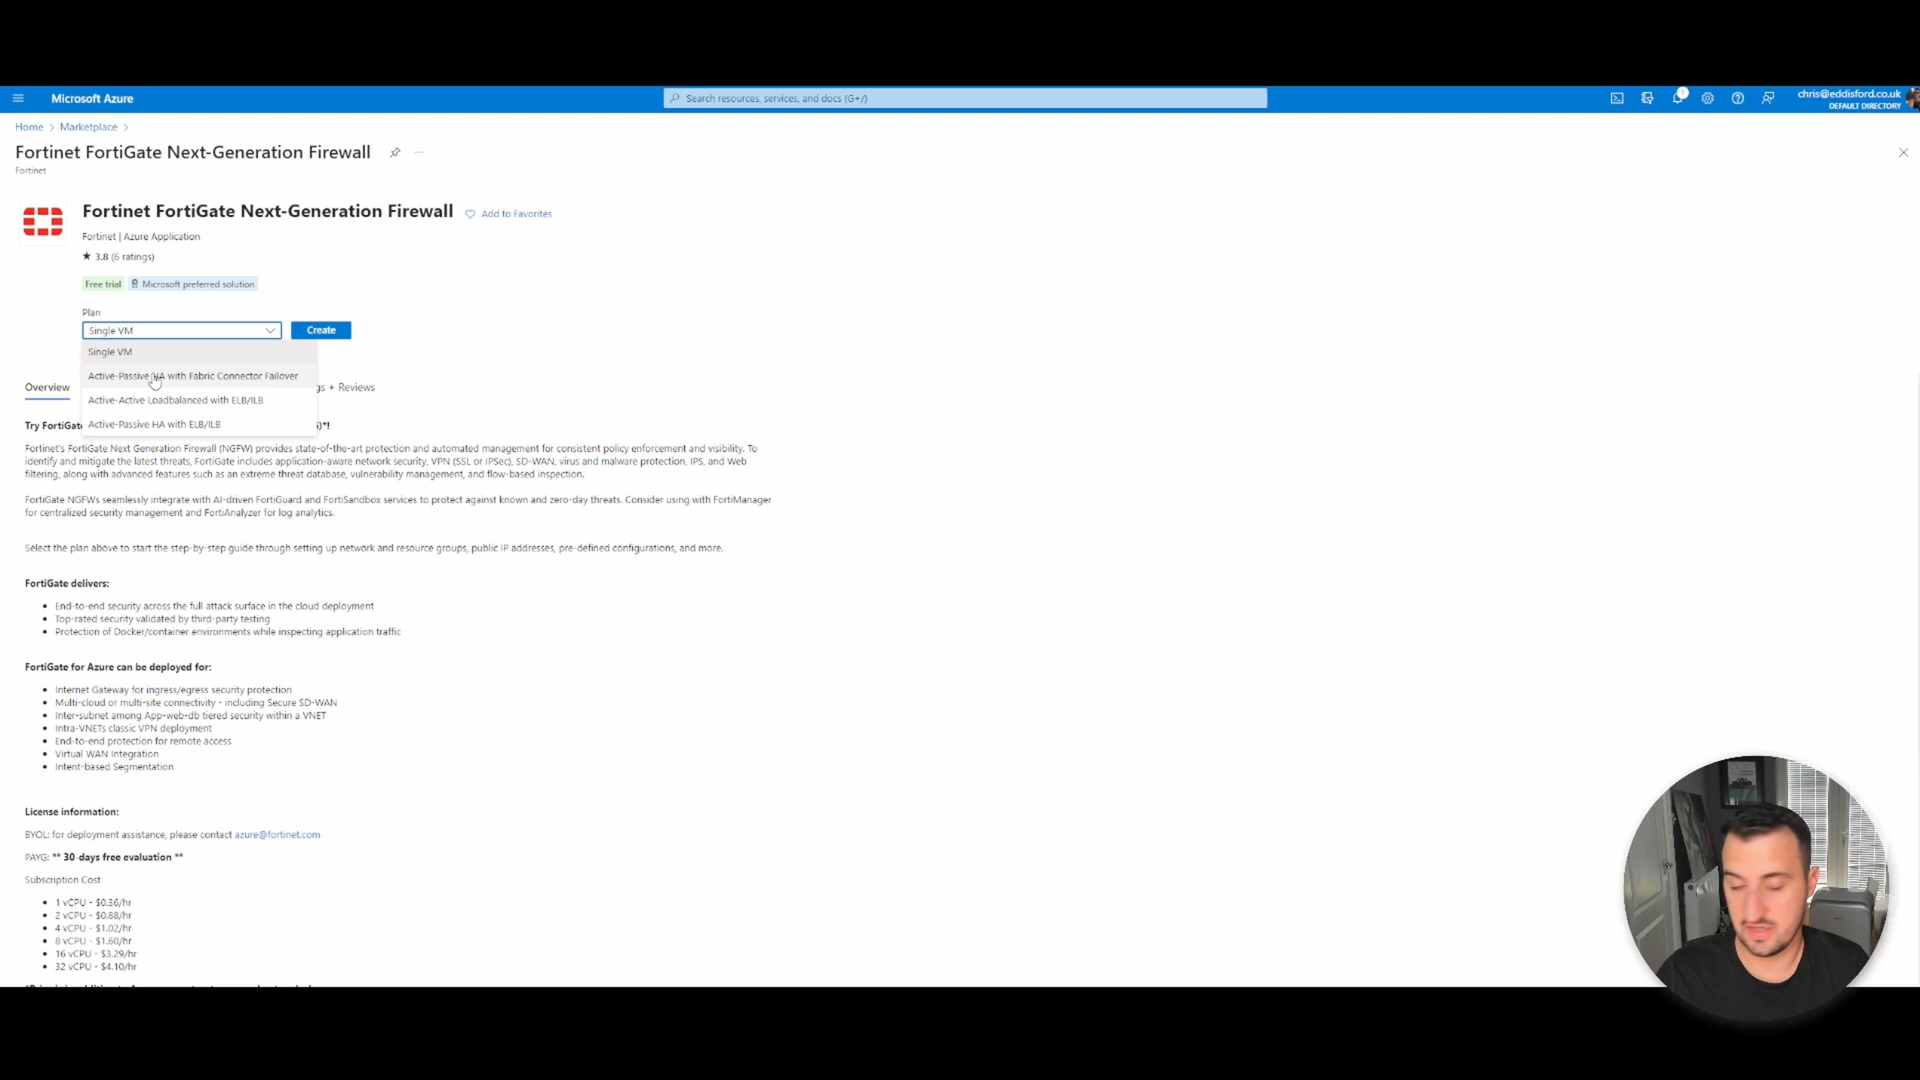 Microsoft Azure
Search resources, services, and docs (G+/)
1
chris@eddisford.co.uk
DEFAULT DIRECTORY
Home > Marketplace >
Fortinet FortiGate Next-Generation Firewall
Fortinet
Fortinet FortiGate Next-Generation Firewall
Add to Favorites
Fortinet | Azure Application
★ 3.8 (6 ratings)
Free trial
Microsoft preferred solution
Plan
Single VM
Create
Single VM
Active-Passive HA with Fabric Connector Failover
Overview
gs + Reviews
Active-Active Loadbalanced with ELB/ILB
Active-Passive HA with ELB/ILB
Try FortiGate
)*!
Fortinet's FortiGate Next Generation Firewall (NGFW) provides state-of-the-art protection and automated management for consistent policy enforcement and visibility. To
identify and mitigate the latest threats, FortiGate includes application-aware network security, VPN (SSL or IPSec), SD-WAN, virus and malware protection, IPS, and Web
filtering, along with advanced features such as an extreme threat database, vulnerability management, and flow-based inspection.
FortiGate NGFWs seamlessly integrate with AI-driven FortiGuard and FortiSandbox services to protect against known and zero-day threats. Consider using with FortiManager
for centralized security management and FortiAnalyzer for log analytics.
Select the plan above to start the step-by-step guide through setting up network and resource groups, public IP addresses, pre-defined configurations, and more.
FortiGate delivers:
• End-to-end security across the full attack surface in the cloud deployment
• Top-rated security validated by third-party testing
• Protection of Docker/container environments while inspecting application traffic
FortiGate for Azure can be deployed for:
• Internet Gateway for ingress/egress security protection
• Multi-cloud or multi-site connectivity - including Secure SD-WAN
• Inter-subnet among App-web-db tiered security within a VNET
• Intra-VNETs classic VPN deployment
• End-to-end protection for remote access
• Virtual WAN Integration
• Intent-based Segmentation
License information:
BYOL: for deployment assistance, please contact azure@fortinet.com
PAYG: ** 30-days free evaluation **
Subscription Cost
• 1 vCPU - $0.36/hr
• 2 vCPU - $0.88/hr
• 4 vCPU - $1.02/hr
• 8 vCPU - $1.60/hr
• 16 vCPU - $3.29/hr
• 32 vCPU - $4.10/hr